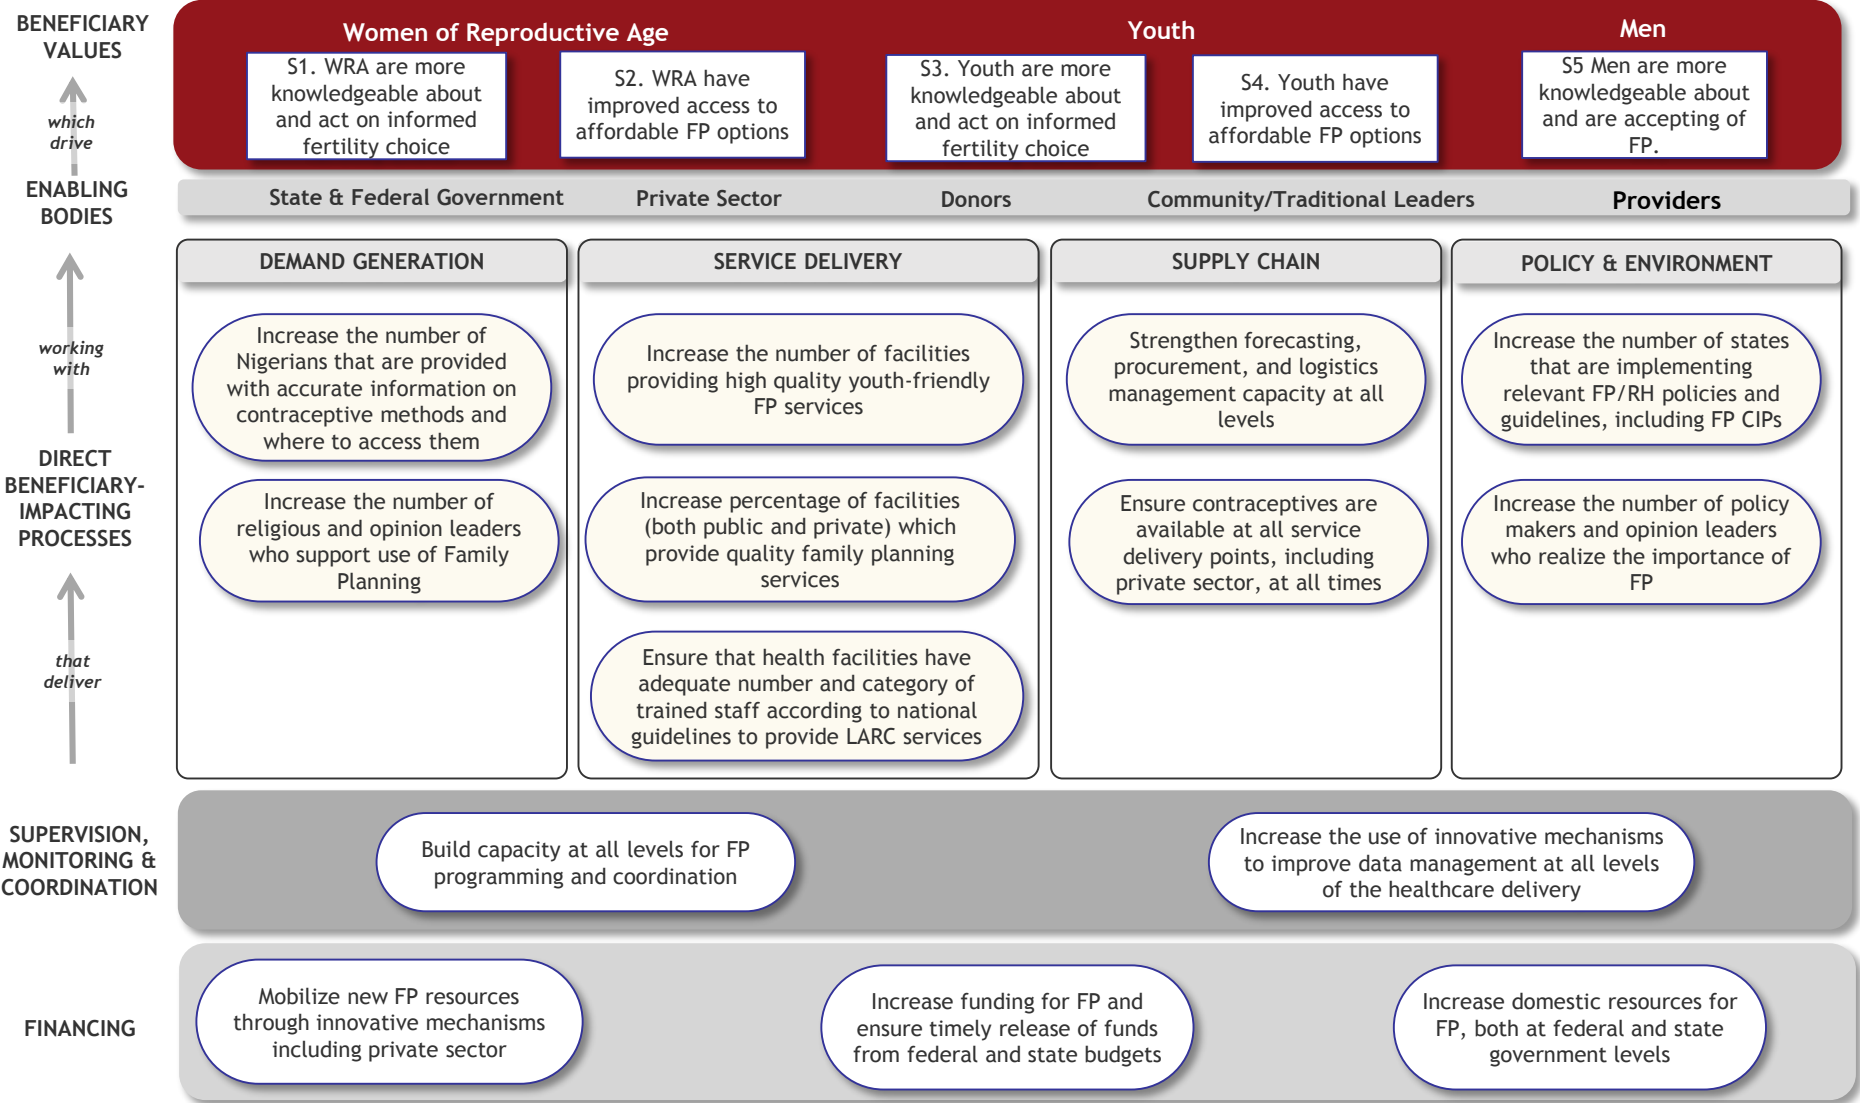 BENEFICIARY
VALUES
which
drive
Women of Reproductive Age
Youth
Men
S1. WRA are more
knowledgeable about
and act on informed
fertility choice
S2. WRA have
improved access to
affordable FP options
S3. Youth are more
knowledgeable about
and act on informed
fertility choice
S4. Youth have
improved access to
affordable FP options
S5 Men are more
knowledgeable about
and are accepting of
FP.
ENABLING
BODIES
State & Federal Government
Private Sector
Donors
Community/Traditional Leaders
Providers
working
with
DIRECT
BENEFICIARY-
IMPACTING
PROCESSES
that
deliver
DEMAND GENERATION
Increase the number of
Nigerians that are provided
with accurate information on
contraceptive methods and
where to access them
Increase the number of
religious and opinion leaders
who support use of Family
Planning
SERVICE DELIVERY
Increase the number of facilities
providing high quality youth-friendly
FP services
Increase percentage of facilities
(both public and private) which
provide quality family planning
services
Ensure that health facilities have
adequate number and category of
trained staff according to national
guidelines to provide LARC services
SUPPLY CHAIN
Strengthen forecasting,
procurement, and logistics
management capacity at all
levels
Ensure contraceptives are
available at all service
delivery points, including
private sector, at all times
POLICY & ENVIRONMENT
Increase the number of states
that are implementing
relevant FP/RH policies and
guidelines, including FP CIPs
Increase the number of policy
makers and opinion leaders
who realize the importance of
FP
SUPERVISION,
MONITORING &
COORDINATION
Build capacity at all levels for FP
programming and coordination
Increase the use of innovative mechanisms
to improve data management at all levels
of the healthcare delivery
FINANCING
Mobilize new FP resources
through innovative mechanisms
including private sector
Increase funding for FP and
ensure timely release of funds
from federal and state budgets
Increase domestic resources for
FP, both at federal and state
government levels